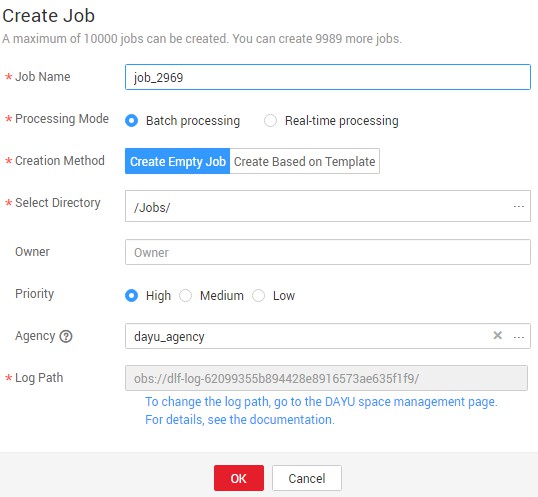 Create Job
A maximum of 10000 jobs can be created. You can create 9989 more jobs.
* Job Name job_2969
* Processing Mode Batch processing Real-time processing
* Creation Method Create Empty Job Create Based on Template
* Select Directory /Jobs/ ...
Owner Owner
Priority High Medium Low
Agency ? dayu_agency × ...
* Log Path obs://dlf-log-62099355b894428e8916573ae635f1f9/
To change the log path, go to the DAYU space management page.
For details, see the documentation.
OK Cancel